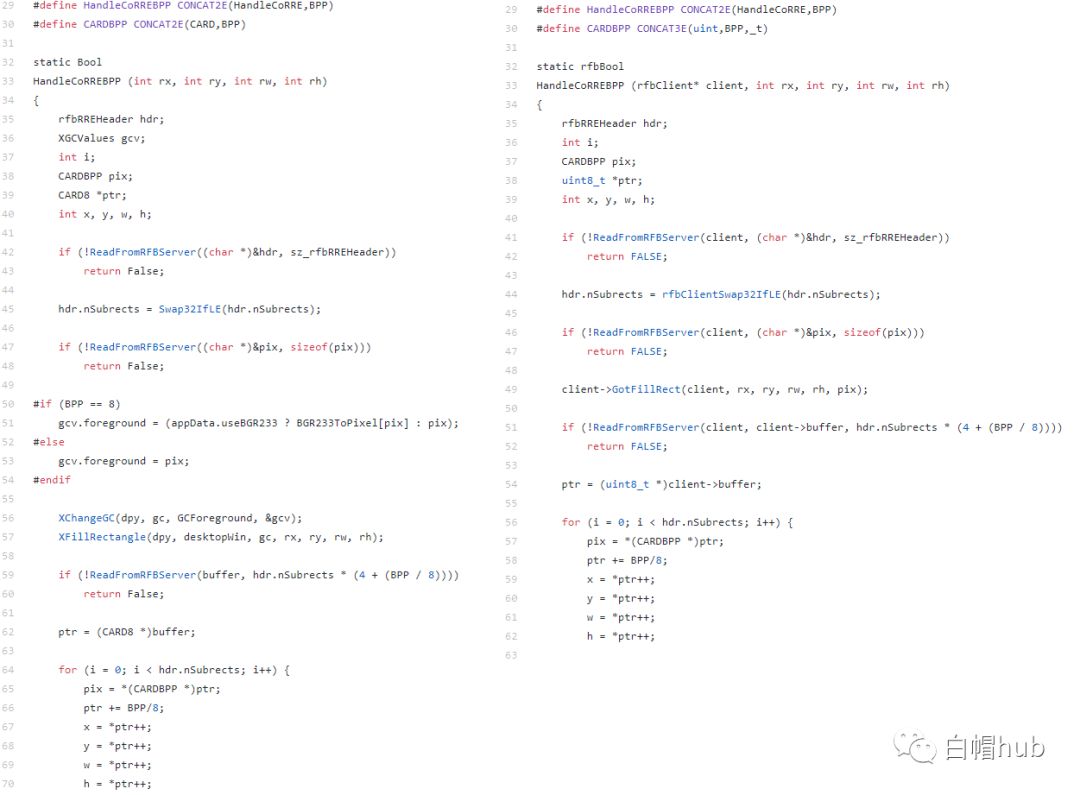 29 #define HandleCoRREBPP CONCAT2E(HandleCoRRE,BPP)
30 #define CARDBPP CONCAT2E(CARD,BPP)
31
32 static Bool
33 HandleCoRREBPP (int rx, int ry, int rw, int rh)
34 {
35     rfbRREHeader hdr;
36     XGCValues gcv;
37     int i;
38     CARDBPP pix;
39     CARD8 *ptr;
40     int x, y, w, h;
41
42     if (!ReadFromRFBServer((char *)&hdr, sz_rfbRREHeader))
43         return False;
44
45     hdr.nSubrects = Swap32IfLE(hdr.nSubrects);
46
47     if (!ReadFromRFBServer((char *)&pix, sizeof(pix)))
48         return False;
49
50 #if (BPP == 8)
51     gcv.foreground = (appData.useBGR233 ? BGR233ToPixel[pix] : pix);
52 #else
53     gcv.foreground = pix;
54 #endif
55
56     XChangeGC(dpy, gc, GCForeground, &gcv);
57     XFillRectangle(dpy, desktopWin, gc, rx, ry, rw, rh);
58
59     if (!ReadFromRFBServer(buffer, hdr.nSubrects * (4 + (BPP / 8))))
60         return False;
61
62     ptr = (CARD8 *)buffer;
63
64     for (i = 0; i < hdr.nSubrects; i++) {
65         pix = *(CARDBPP *)ptr;
66         ptr += BPP/8;
67         x = *ptr++;
68         y = *ptr++;
69         w = *ptr++;
70         h = *ptr++;
29 #define HandleCoRREBPP CONCAT2E(HandleCoRRE,BPP)
30 #define CARDBPP CONCAT3E(uint,BPP,_t)
31
32 static rfbBool
33 HandleCoRREBPP (rfbClient* client, int rx, int ry, int rw, int rh)
34 {
35     rfbRREHeader hdr;
36     int i;
37     CARDBPP pix;
38     uint8_t *ptr;
39     int x, y, w, h;
40
41     if (!ReadFromRFBServer(client, (char *)&hdr, sz_rfbRREHeader))
42         return FALSE;
43
44     hdr.nSubrects = rfbClientSwap32IfLE(hdr.nSubrects);
45
46     if (!ReadFromRFBServer(client, (char *)&pix, sizeof(pix)))
47         return FALSE;
48
49     client->GotFillRect(client, rx, ry, rw, rh, pix);
50
51     if (!ReadFromRFBServer(client, client->buffer, hdr.nSubrects * (4 + (BPP / 8))))
52         return FALSE;
53
54     ptr = (uint8_t *)client->buffer;
55
56     for (i = 0; i < hdr.nSubrects; i++) {
57         pix = *(CARDBPP *)ptr;
58         ptr += BPP/8;
59         x = *ptr++;
60         y = *ptr++;
61         w = *ptr++;
62         h = *ptr++;
63
白帽hub